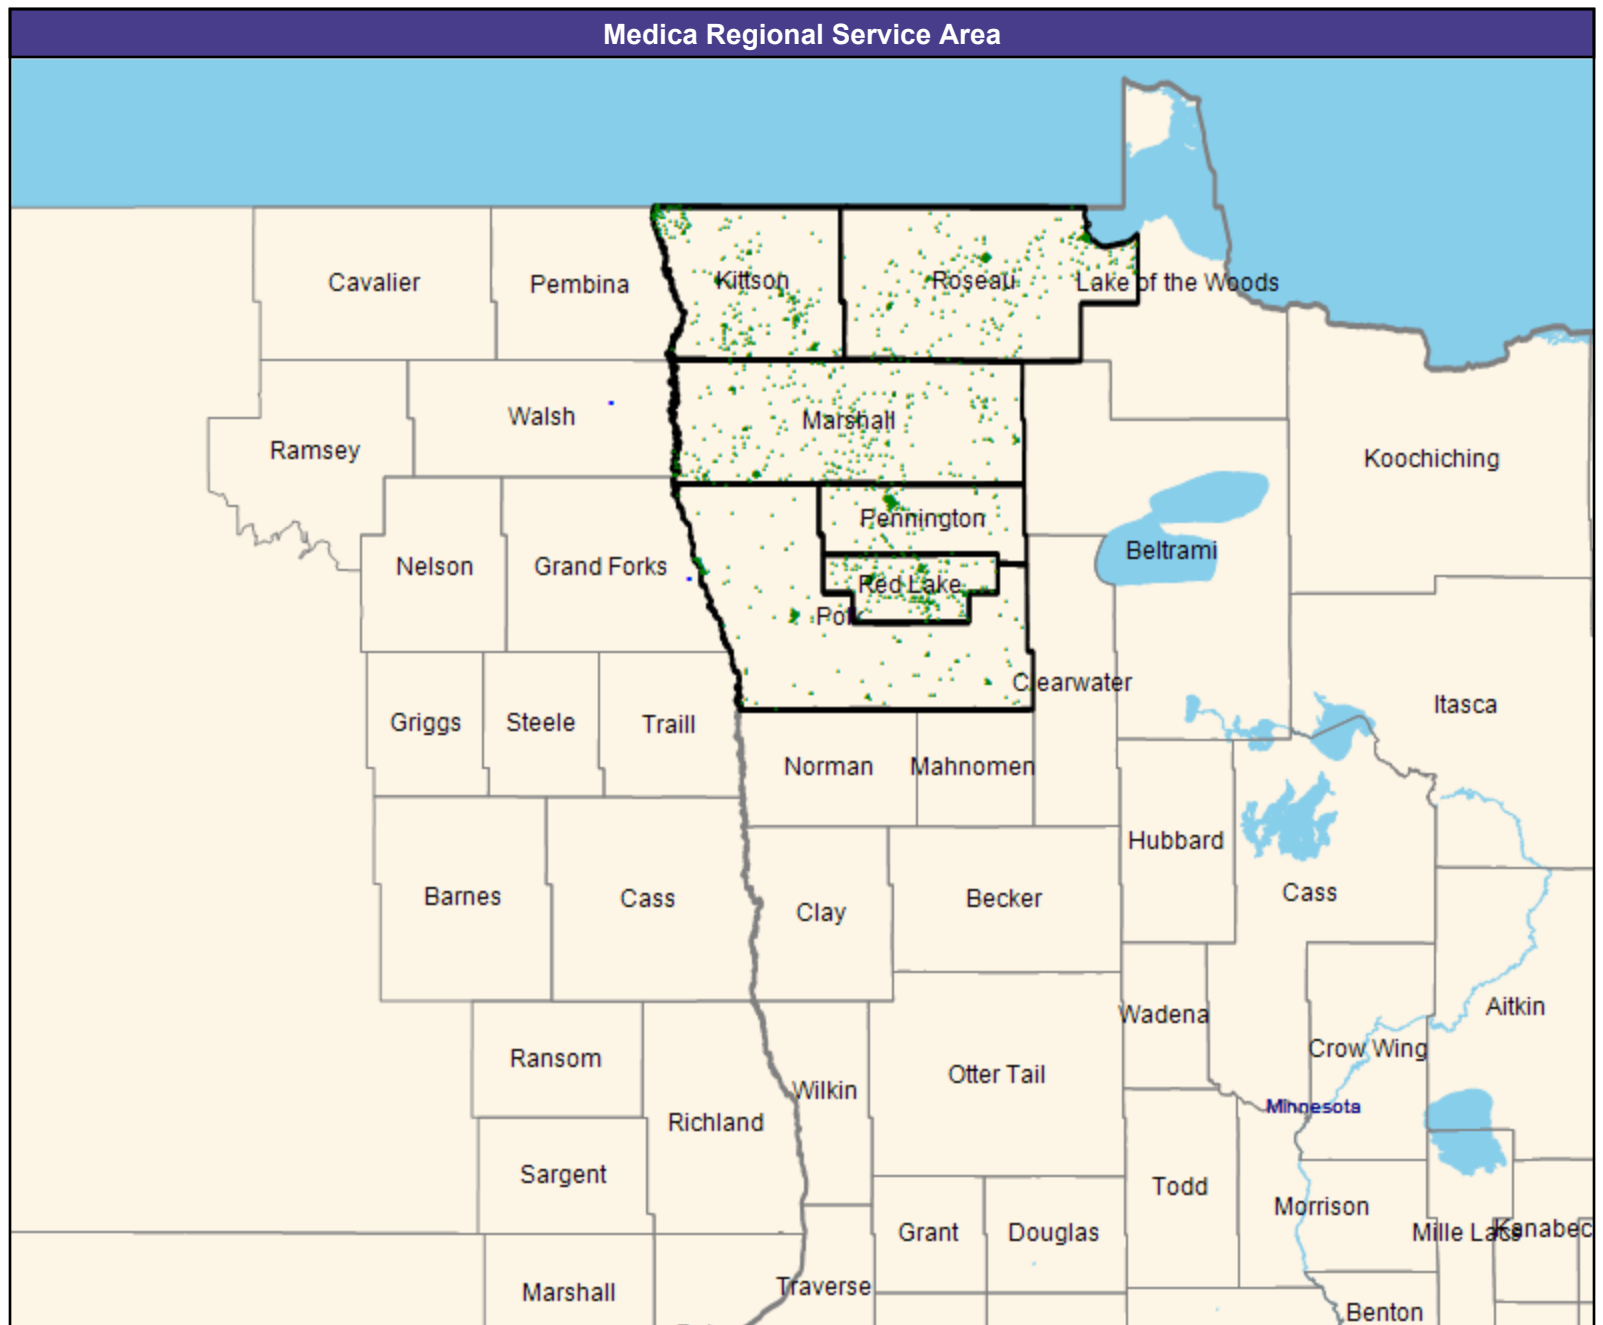 Medica Regional Service Area
Cavalier
Pembina
Kittson
Roseau
Lake of the Woods
Walsh
Marshall
Ramsey
Koochiching
Pennington
Beltrami
Nelson
Grand Forks
Red Lake
Polk
Clearwater
Itasca
Griggs
Steele
Traill
Norman
Mahnomen
Hubbard
Barnes
Cass
Clay
Becker
Cass
Wadena
Aitkin
Crow Wing
Ransom
Otter Tail
Wilkin
Minnesota
Richland
Sargent
Todd
Morrison
Grant
Douglas
Mille Lacs
Kanabec
Marshall
Traverse
Benton